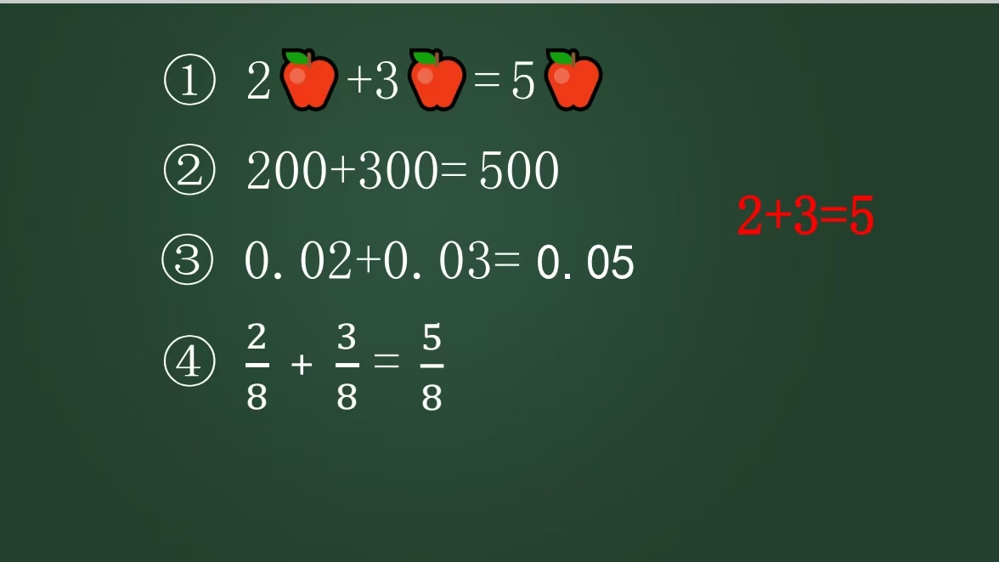 ① 2🍎+3🍎=5🍎
② 200+300=500
2+3=5
③ 0.02+0.03=0.05
④ 2/8 + 3/8 = 5/8